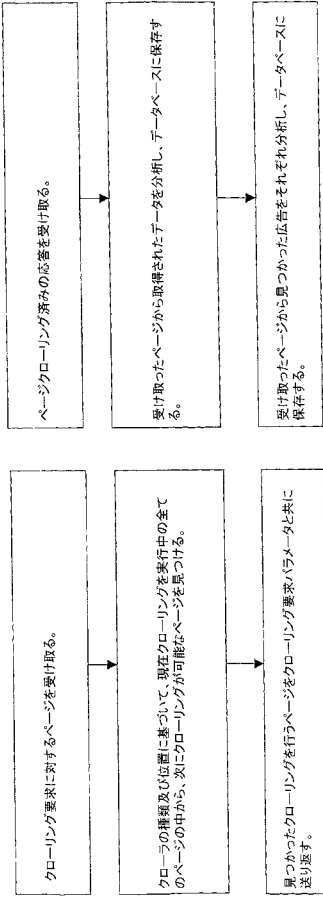 クローリング要求に対するページを受け取る。
クローラの種類及び位置に基づいて、現在クローリングを実行中の全て
のページの中から、次にクローリングが可能なページを見つける。
見つかったクローリングを行うページをクローリング要求パラメータと共に
送り返す。
ページクローリング済みの応答を受け取る。
受け取ったページから取得されたデータを分析し、データベースに保存す
る。
受け取ったページから見つかった広告をそれぞれ分析し、データベースに
保存する。